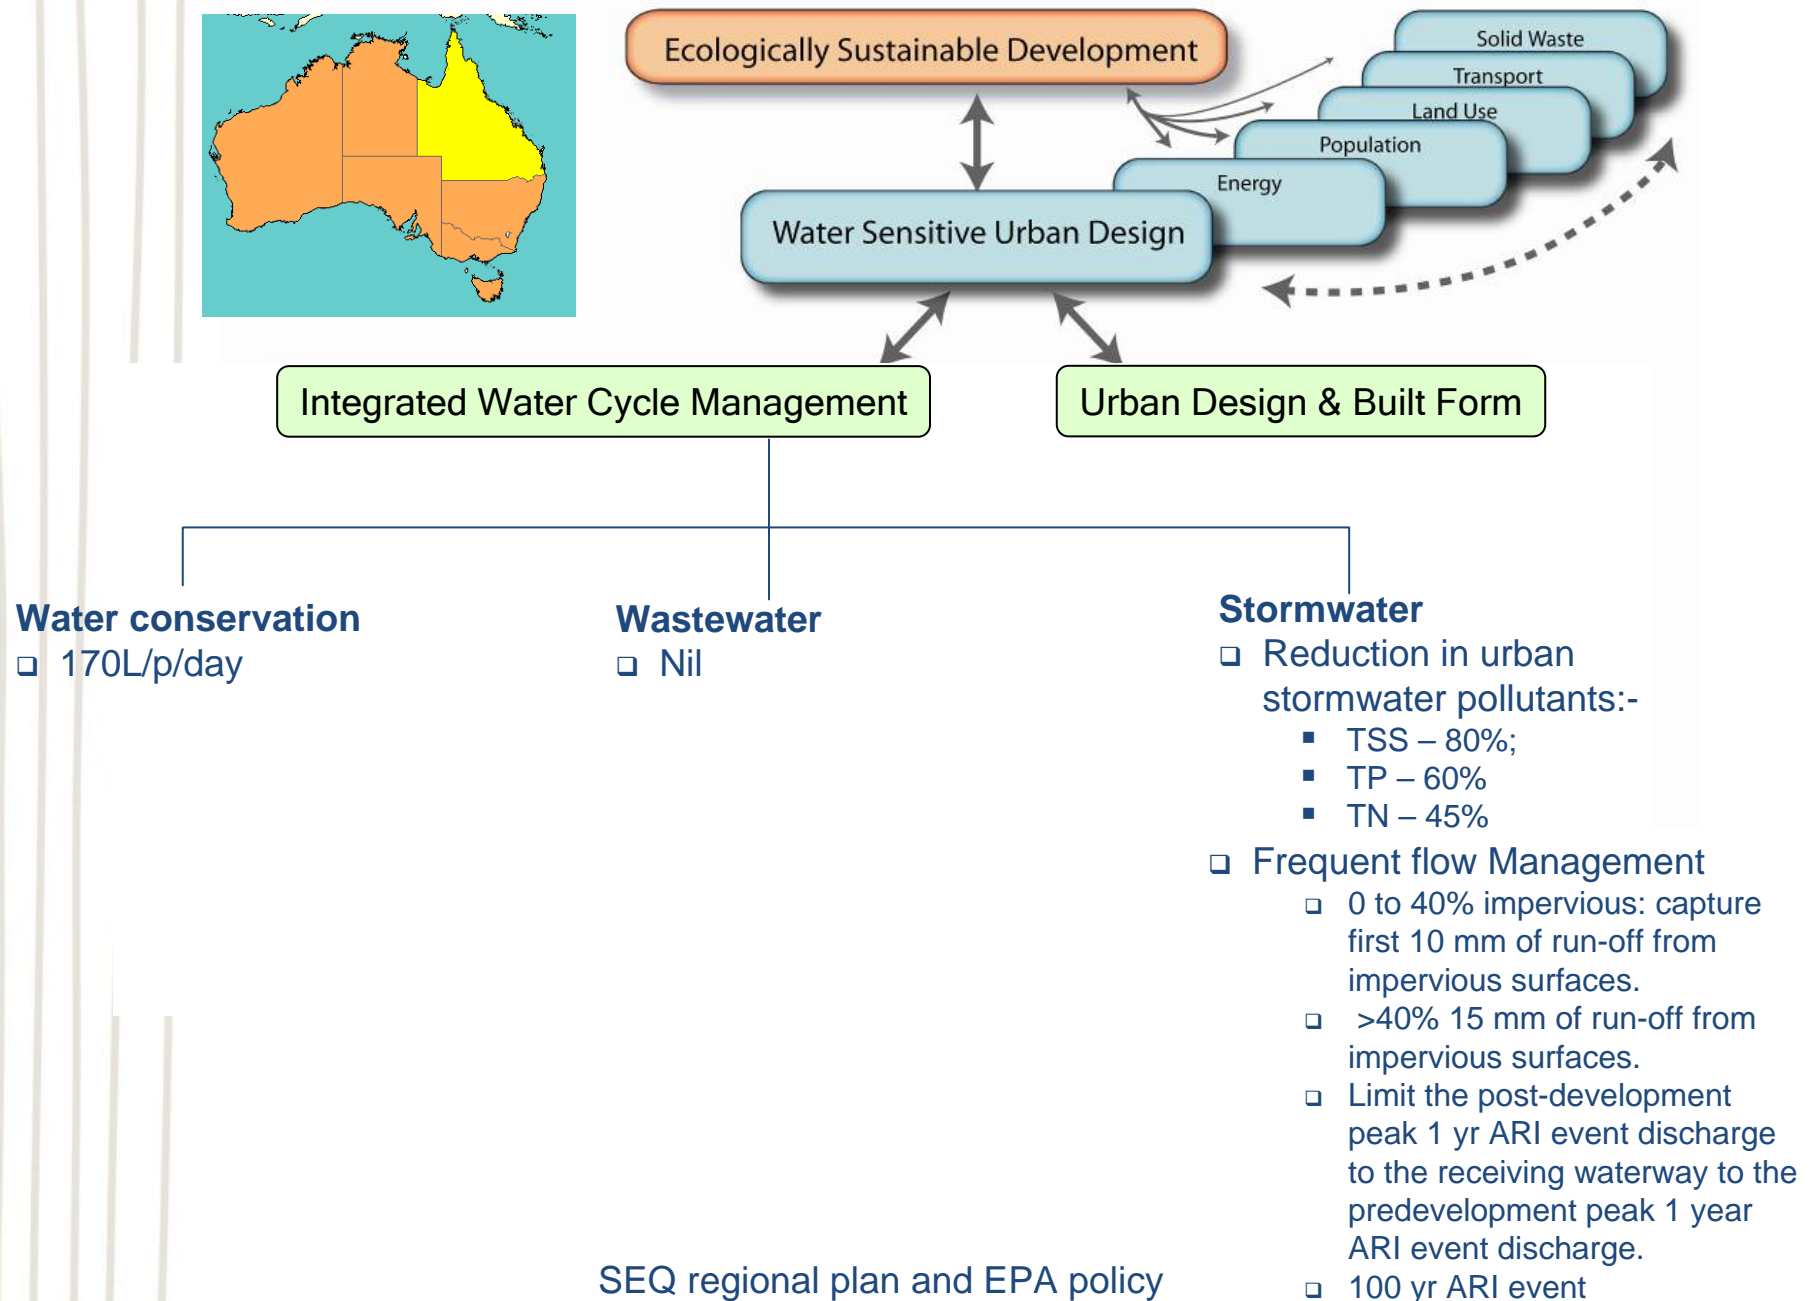 Ecologically Sustainable Development
Solid Waste
Transport
Land Use
Population
Energy
Water Sensitive Urban Design
Integrated Water Cycle Management
Urban Design & Built Form
Water conservation
170L/p/day
Wastewater
Nil
Stormwater
Reduction in urban
stormwater pollutants:-
TSS – 80%;
TP – 60%
TN – 45%
Frequent flow Management
0 to 40% impervious: capture
first 10 mm of run-off from
impervious surfaces.
>40% 15 mm of run-off from
impervious surfaces.
Limit the post-development
peak 1 yr ARI event discharge
to the receiving waterway to the
predevelopment peak 1 year
ARI event discharge.
100 yr ARI event
SEQ regional plan and EPA policy